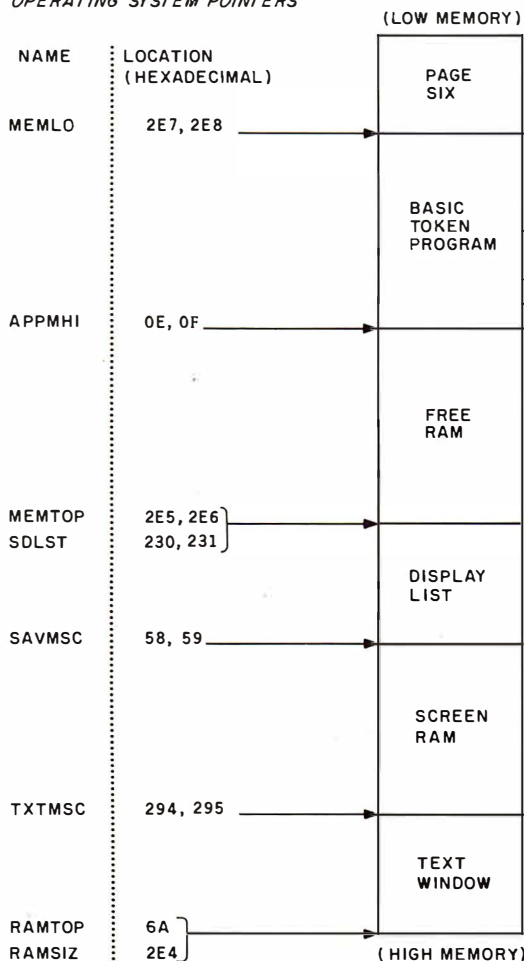 OPERATING SYSTEM POINTERS
(LOW MEMORY)
NAME LOCATION
(HEXADECIMAL)
PAGE
SIX
MEMLO 2E7, 2E8
BASIC
TOKEN
PROGRAM
APPMHI 0E, 0F
FREE
RAM
MEMTOP 2E5, 2E6
SDLST 230, 231
DISPLAY
LIST
SAVMSC 58, 59
SCREEN
RAM
TXTMSC 294, 295
TEXT
WINDOW
RAMTOP 6A
RAMSIZ 2E4
(HIGH MEMORY)